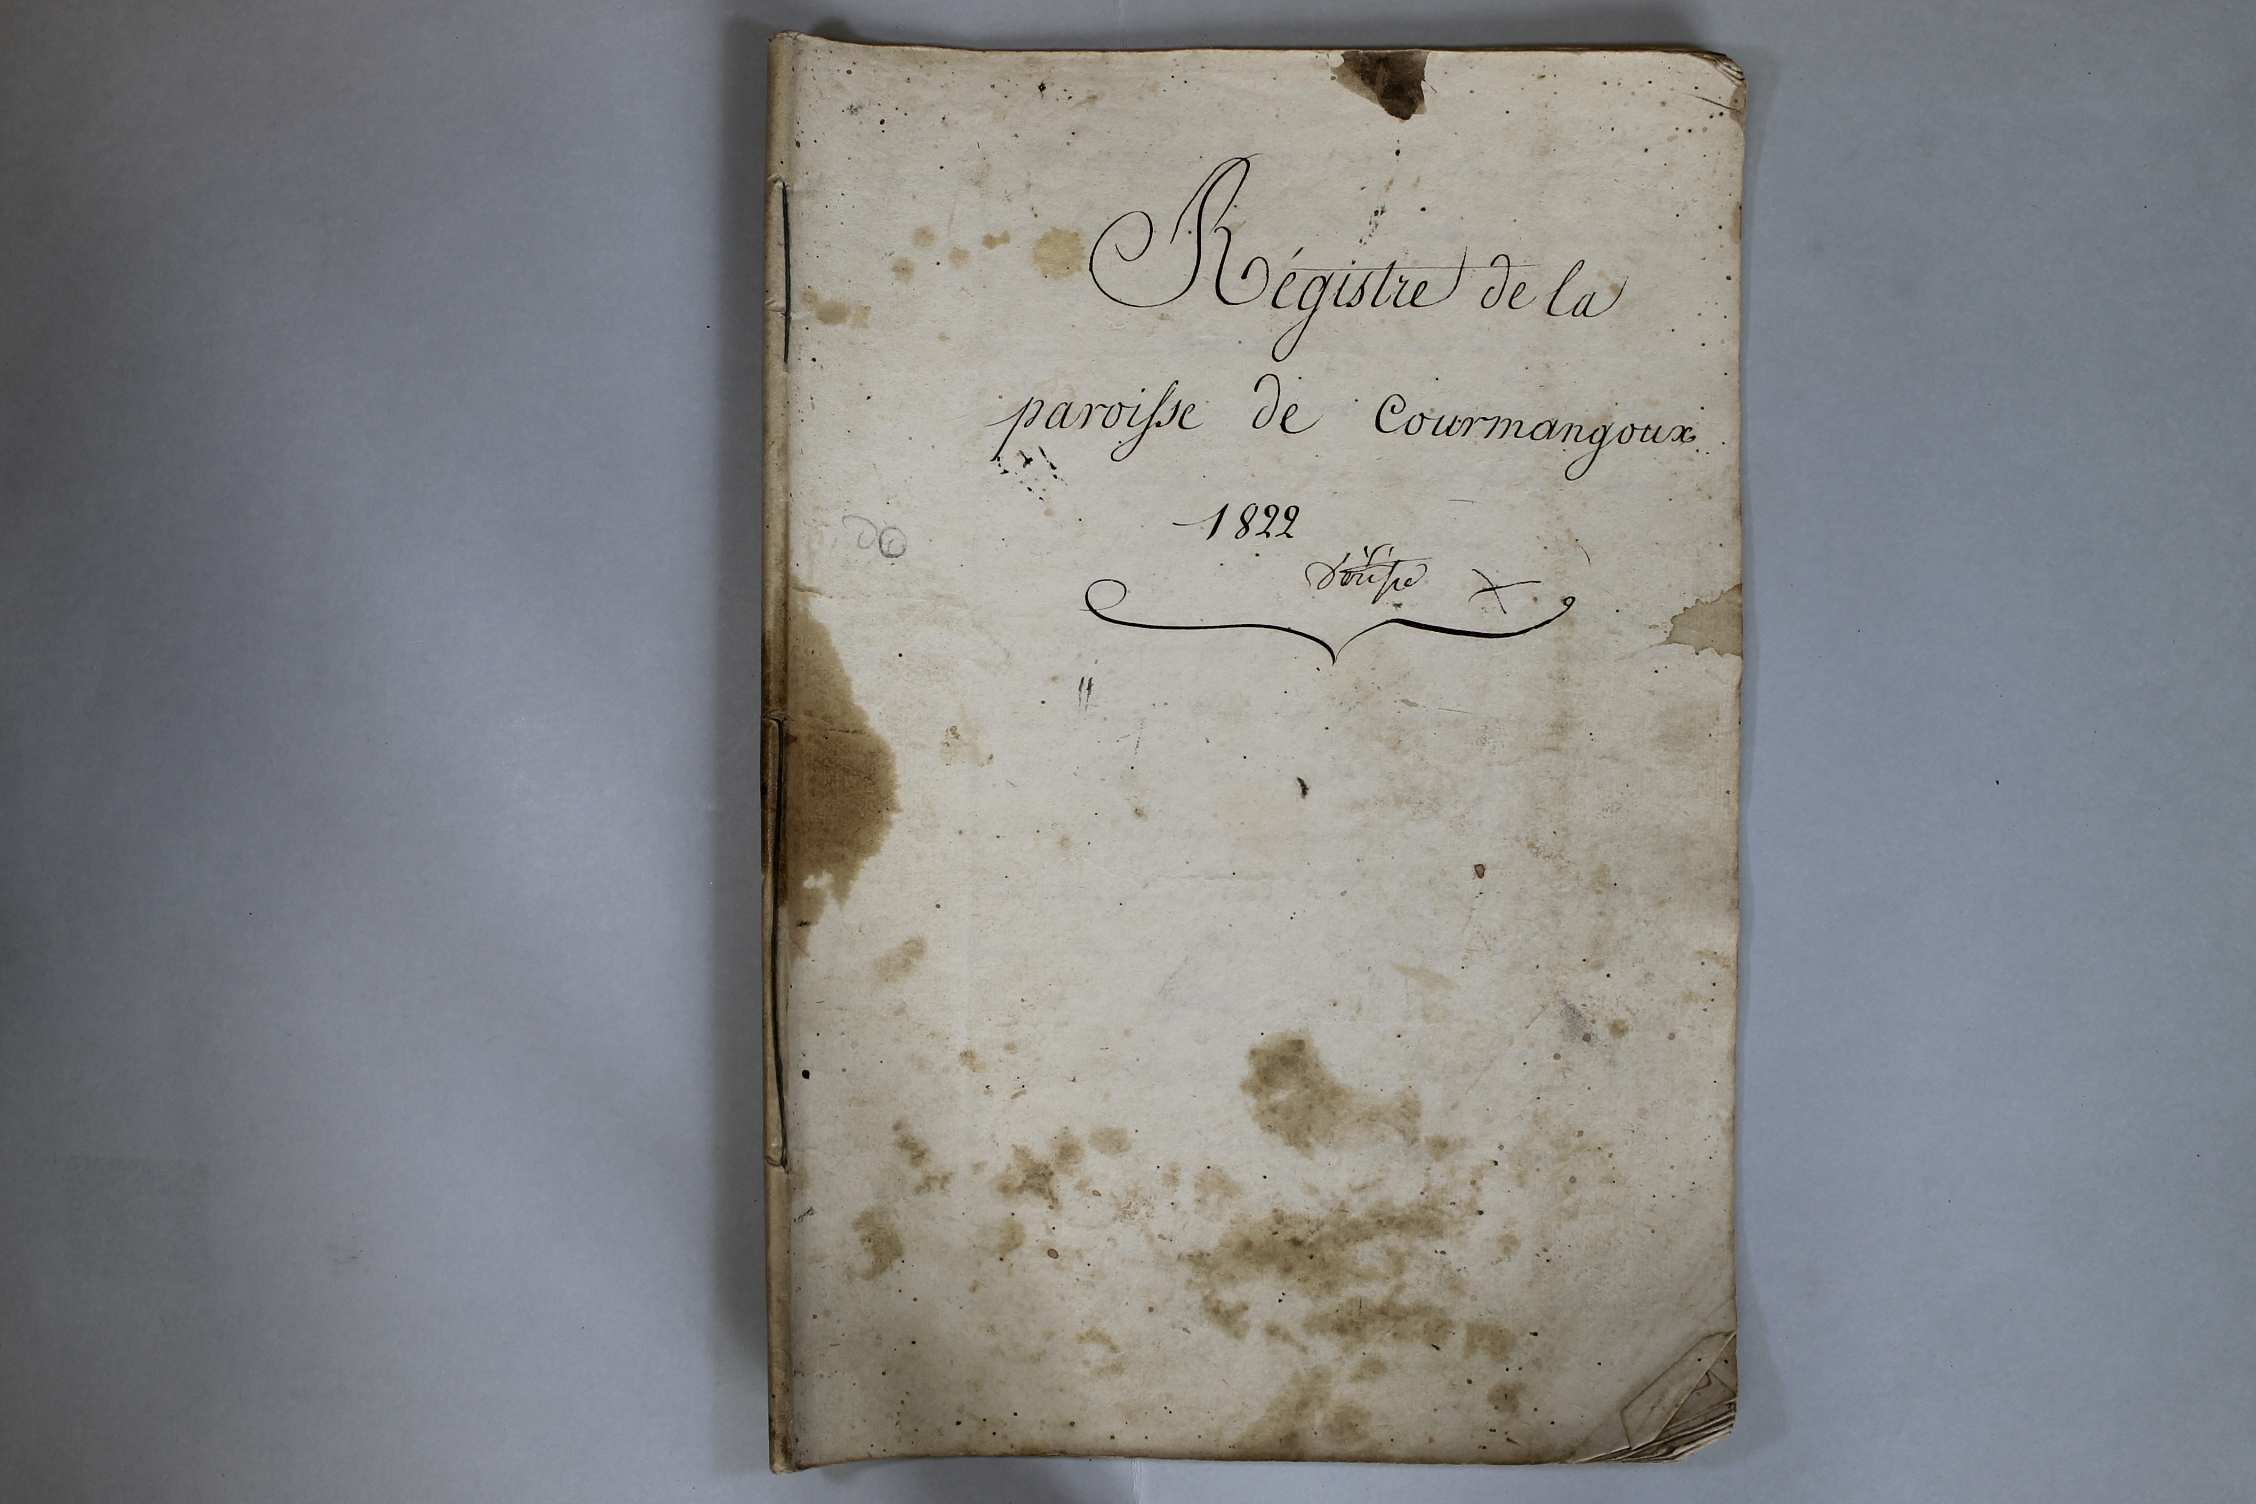 Régistre de la
paroisse de Courmangoux
1822